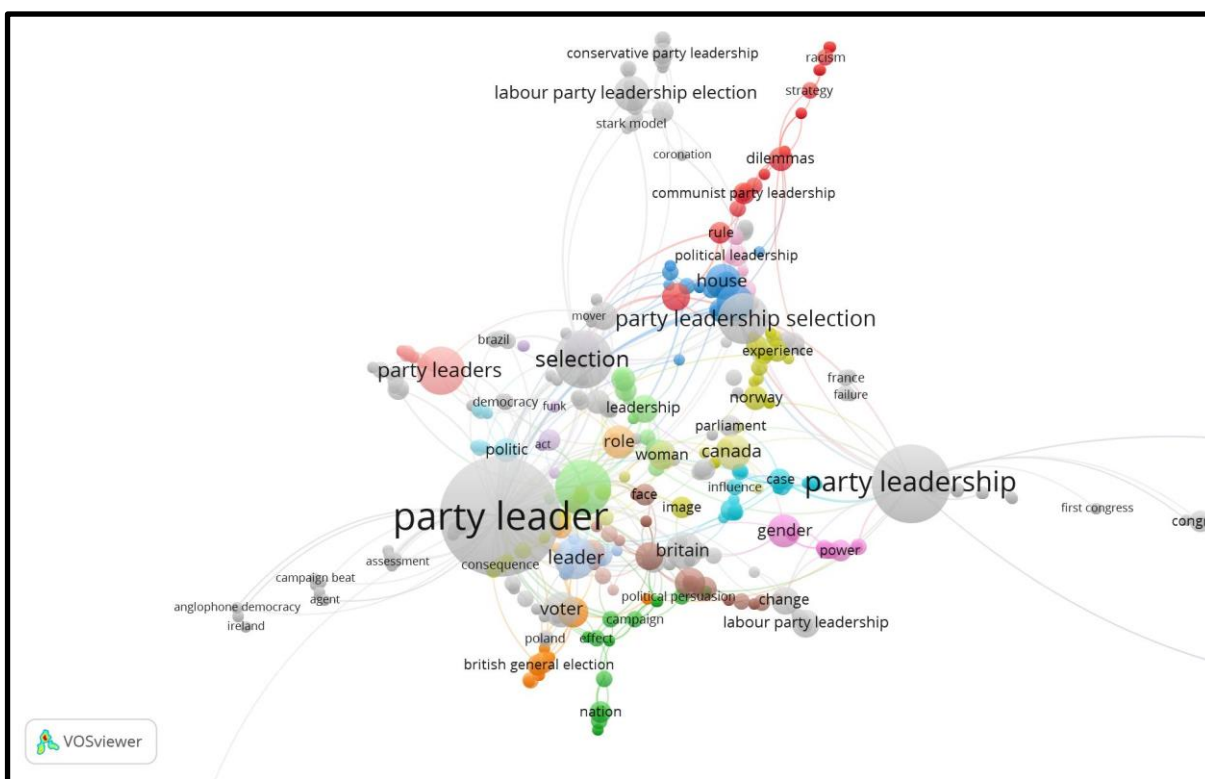 conservative party leadership
racism
labour party leadership election
strategy
stark model
coronation
dilemmas
communist party leadership
rule
political leadership
house
mover
party leadership selection
brazil
selection
experience
party leaders
france
failure
democracy
funk
leadership
norway
parliament
politic
act
role
woman
canada
party leadership
influence
case
face
image
first congress
congr
party leader
gender
power
britain
leader
assessment
consequence
campaign beat
agent
political persuasion
change
anglophone democracy
ireland
voter
campaign
labour party leadership
poland
effect
british general election
nation
VOSviewer